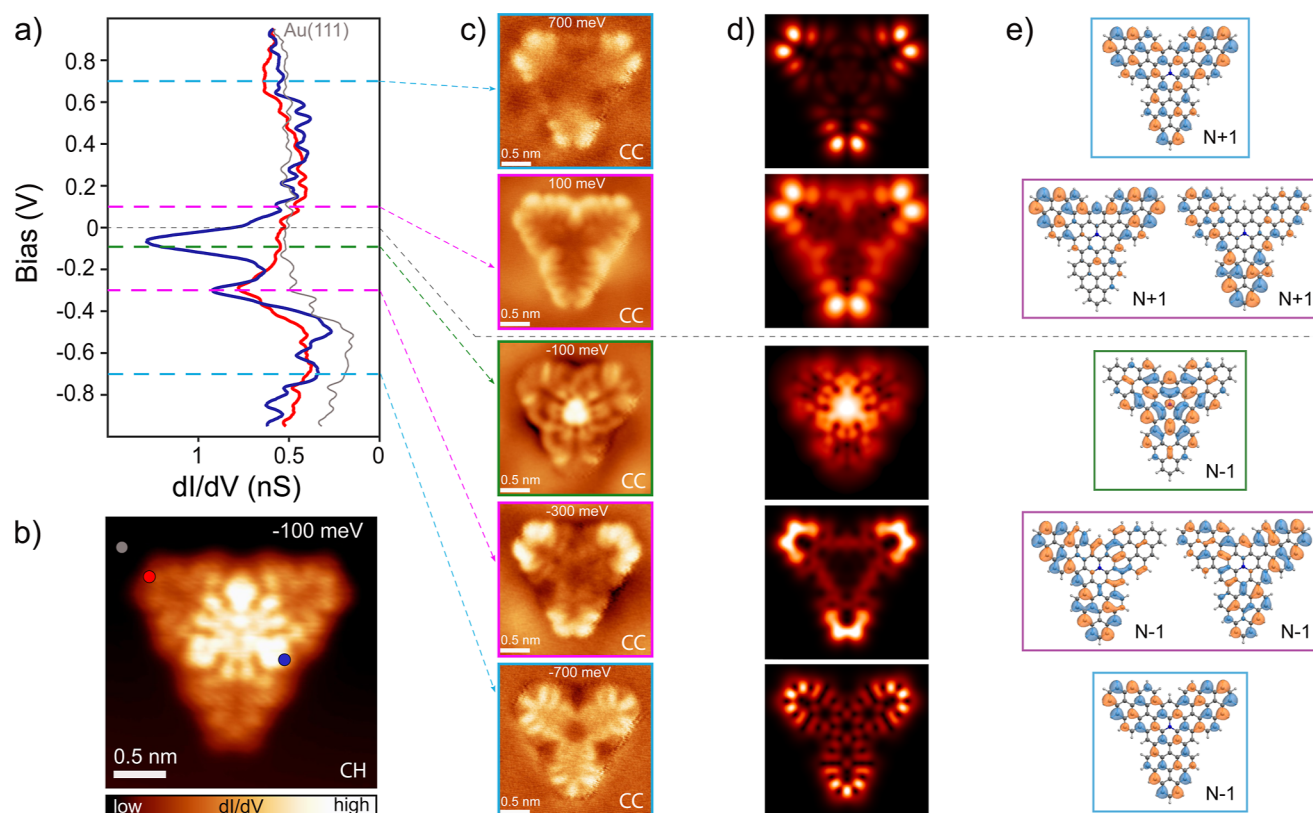 a)
Au(111)
0.8
0.6
0.4
0.2
0
-0.2
-0.4
-0.6
-0.8
Bias (V)
1
0.5
0
dI/dV (nS)
b)
-100 meV
0.5 nm
CH
low
dI/dV
high
c)
700 meV
0.5 nm
CC
100 meV
0.5 nm
CC
-100 meV
0.5 nm
CC
-300 meV
0.5 nm
CC
-700 meV
0.5 nm
CC
d)
e)
N+1
N+1
N+1
N-1
N-1
N-1
N-1